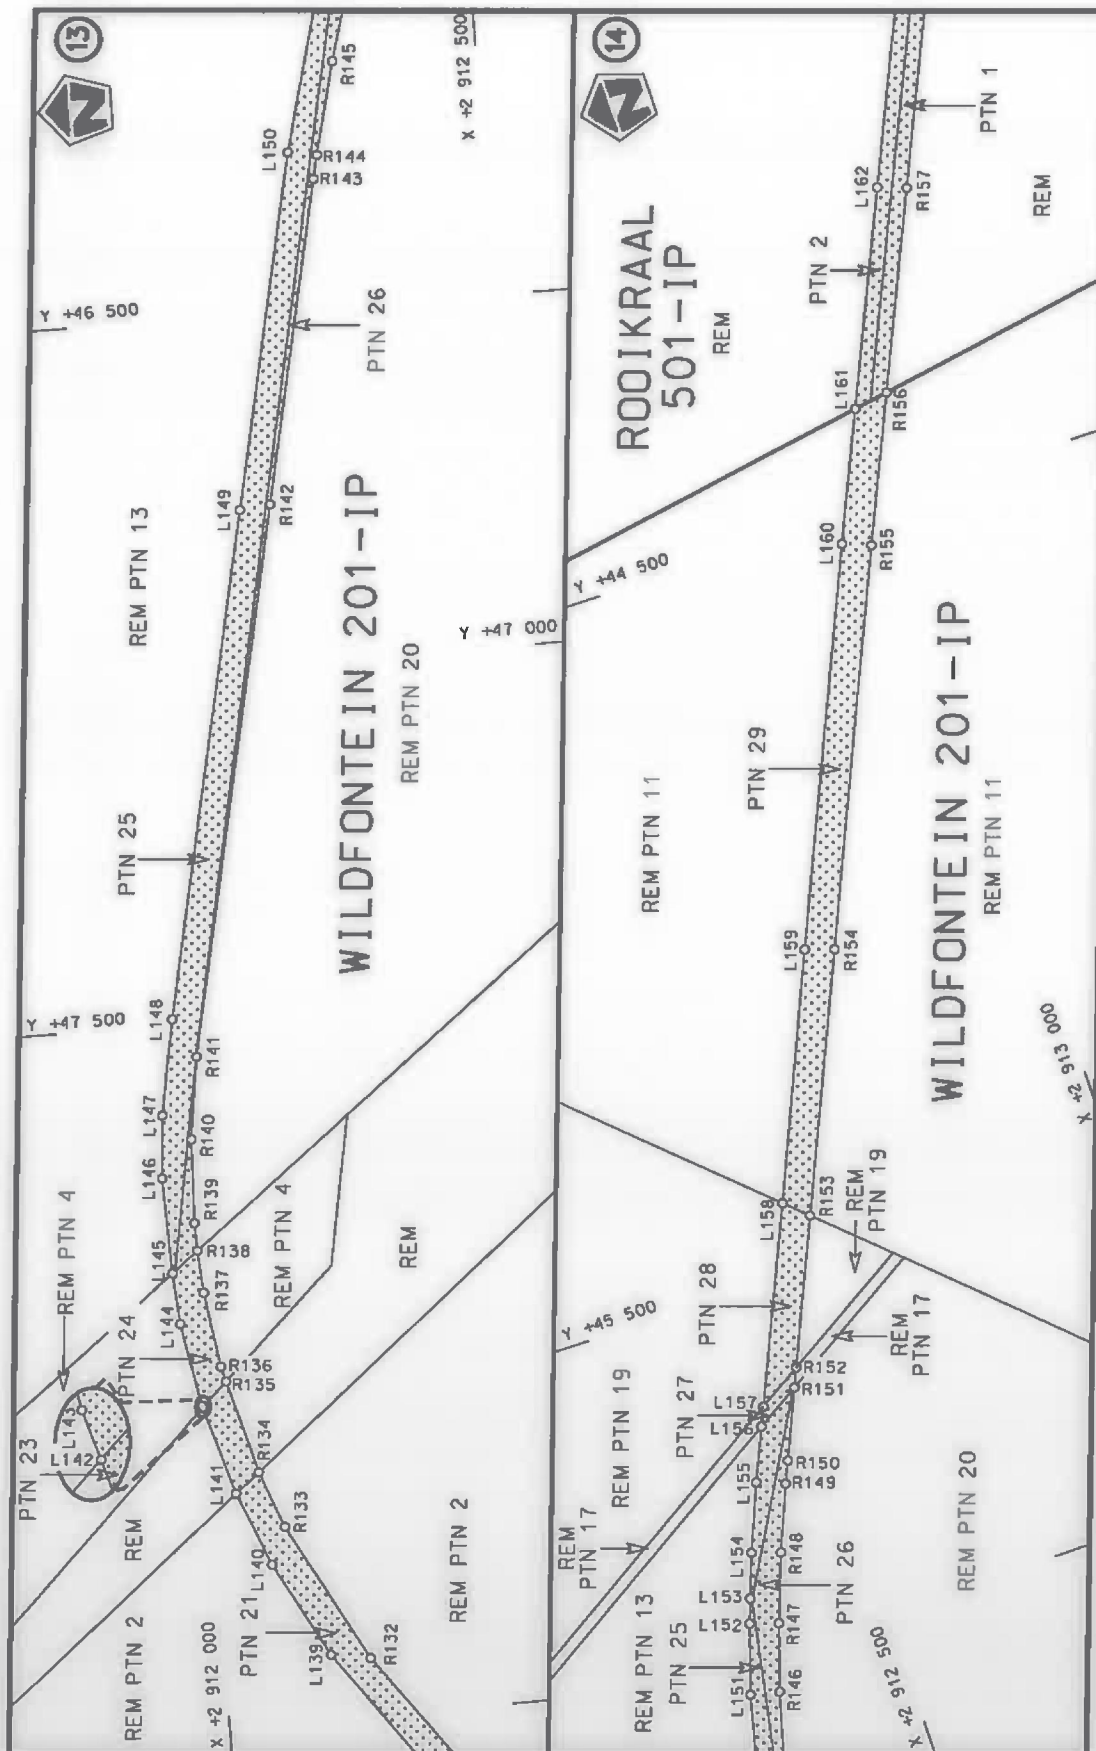 13
N
R145
X +2 912 500
L150
R144
R143
Y +46 500
PTN 26
L149
R142
REM PTN 13
WILDFONTEIN 201-IP
REM PTN 20
Y +47 000
PTN 25
Y +47 500
L148
R141
L147
R140
L146
R139
REM PTN 4
L145
R138
REM PTN 4
REM
R137
L144
PTN 24
R136
R135
L143
L142
PTN 23
R134
L141
R133
REM
L140
REM PTN 2
PTN 21
L139
R132
REM PTN 2
X +2 912 000
14
N
PTN 1
L162
R157
REM
PTN 2
ROOIKRAAL
501-IP
REM
L161
R156
L160
R155
Y +44 500
PTN 29
REM PTN 11
WILDFONTEIN 201-IP
REM PTN 11
L159
R154
X +2 913 000
L158
R153
REM
PTN 19
PTN 28
Y +45 500
REM
PTN 17
R152
R151
L157
L156
PTN 27
REM PTN 19
R150
R149
L155
REM PTN 20
REM
PTN 17
L154
R148
PTN 26
L153
L152
R147
REM PTN 13
PTN 25
L151
R146
X +2 912 500